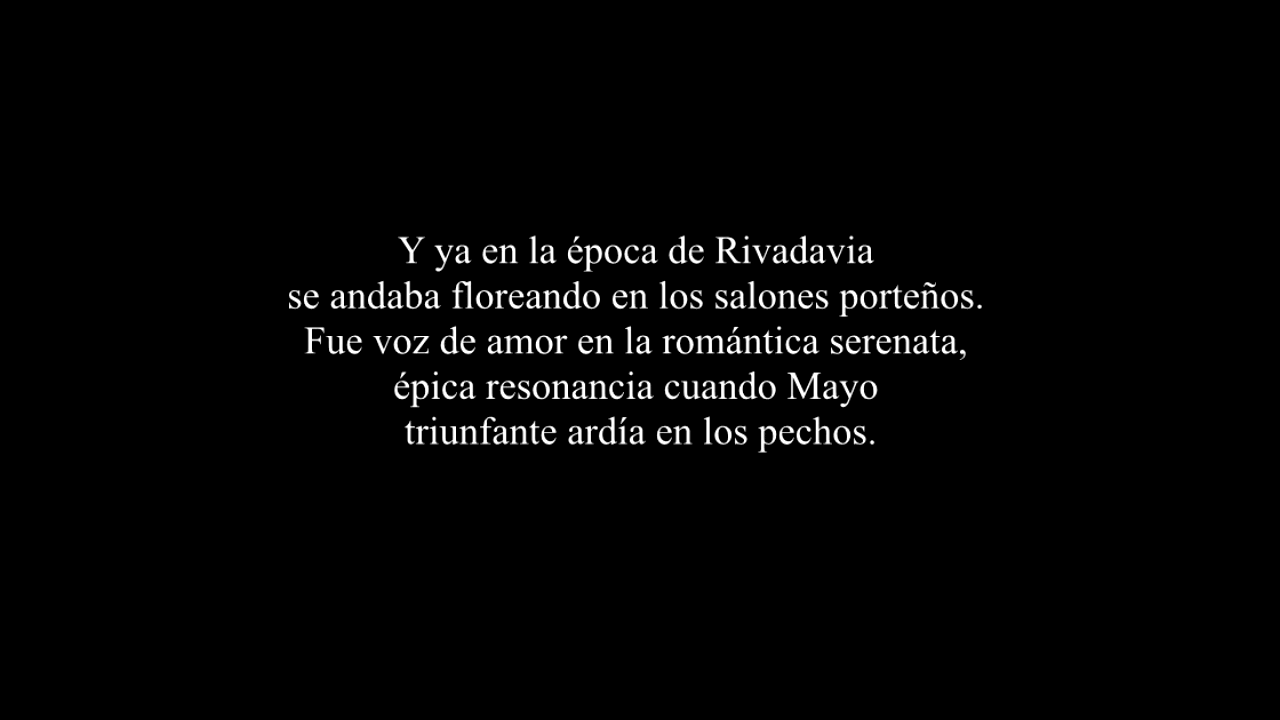 Y ya en la época de Rivadavia
se andaba floreando en los salones porteños.
Fue voz de amor en la romántica serenata,
épica resonancia cuando Mayo
triunfante ardía en los pechos.